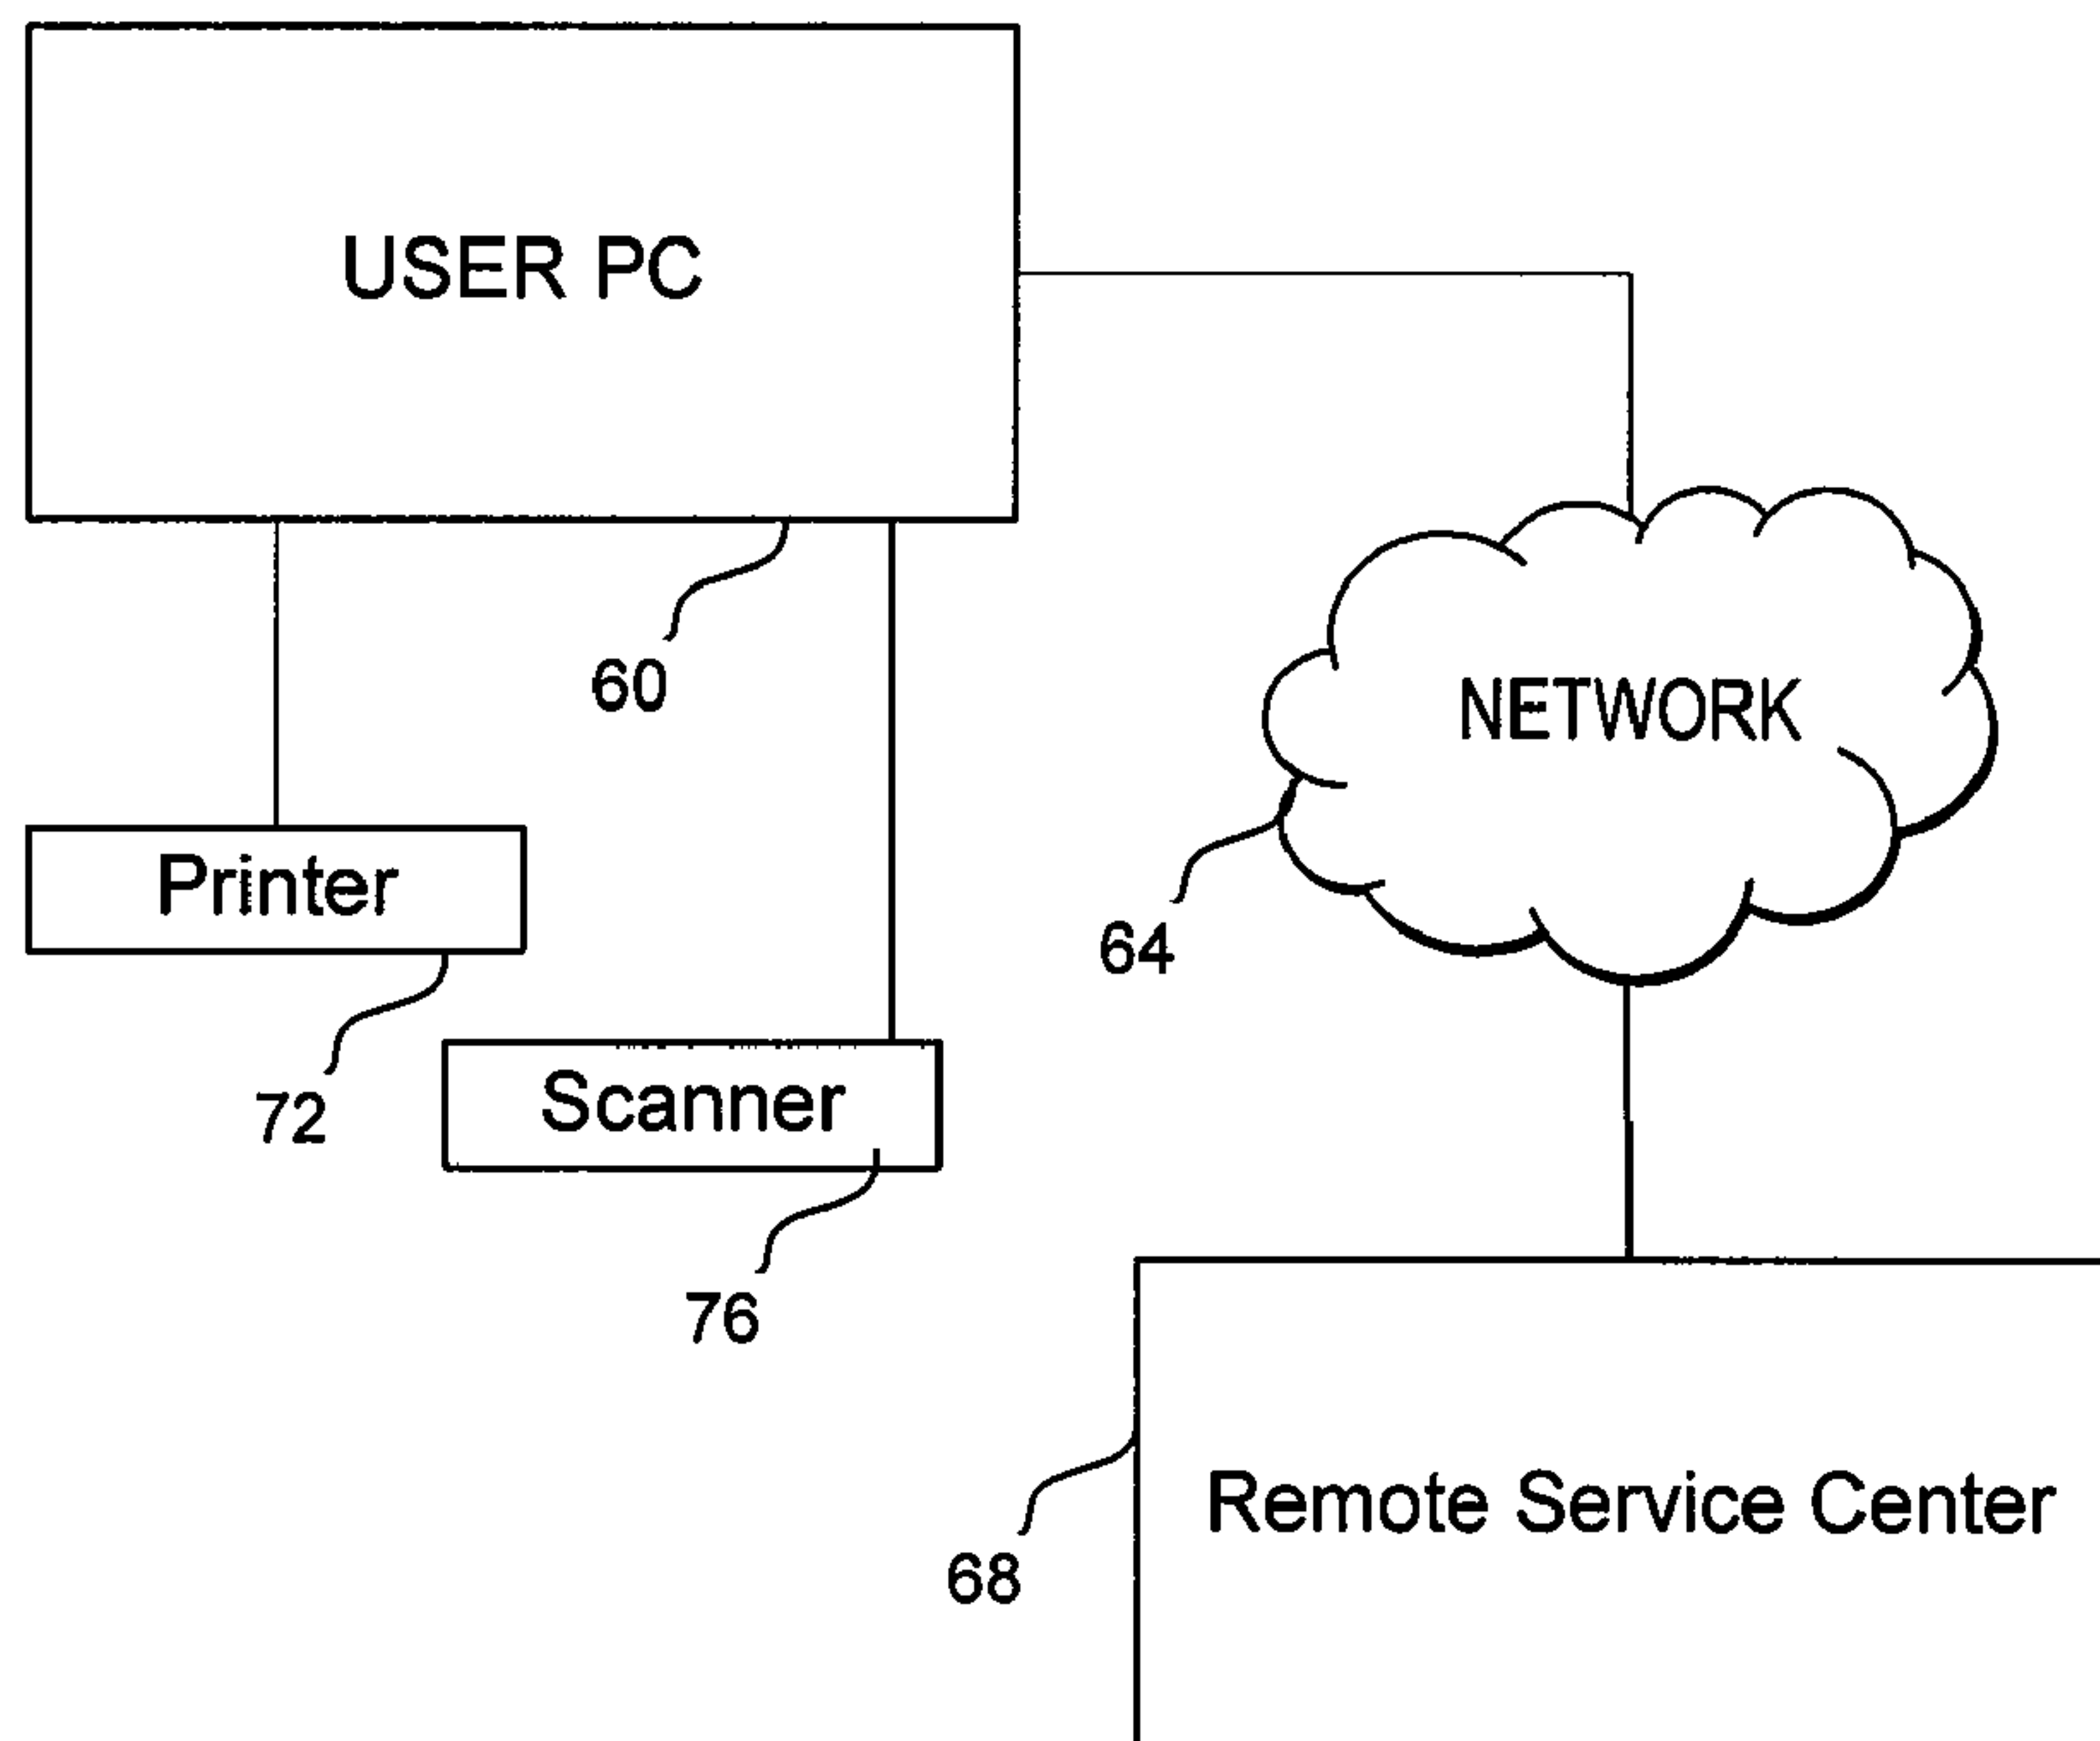 USER PC
60
NETWORK
Printer
64
72
Scanner
76
Remote Service Center
68